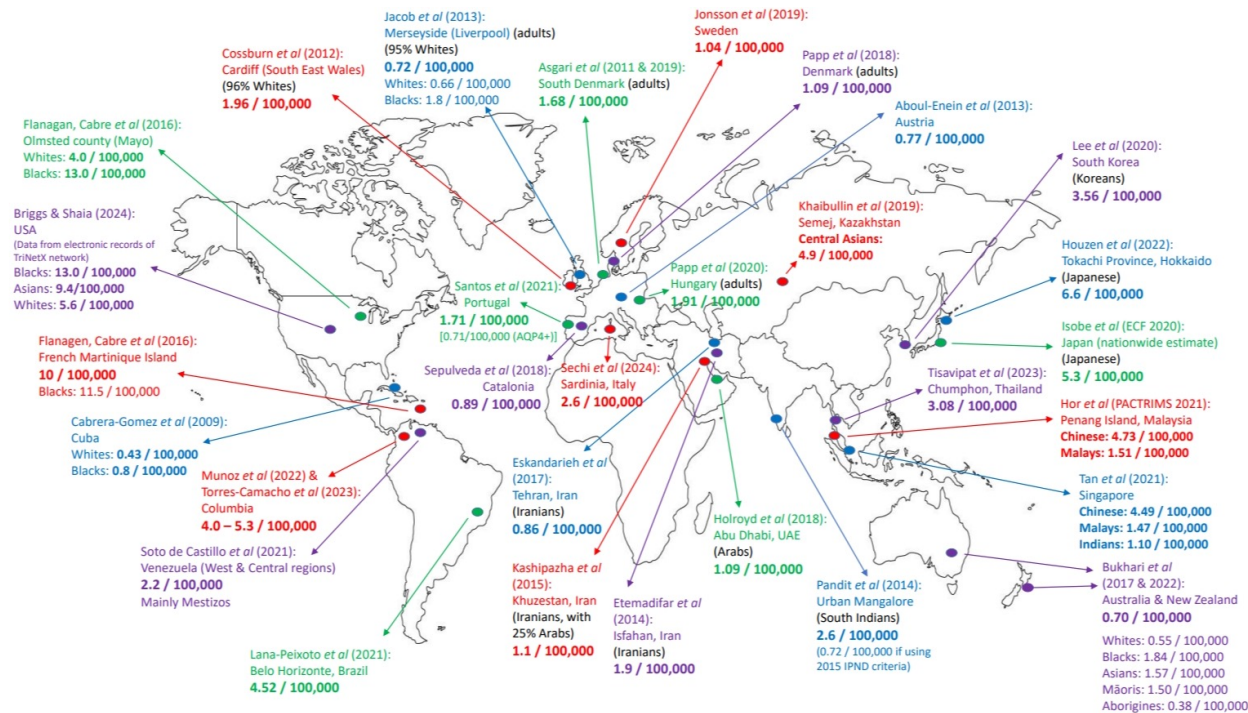 Jacob et al (2013):
Merseyside (Liverpool) (adults)
(95% Whites)
0.72 / 100,000
Whites: 0.66 / 100,000
Blacks: 1.8 / 100,000
Jonsson et al (2019):
Sweden
1.04 / 100,000
Cossburn et al (2012):
Cardiff (South East Wales)
(96% Whites)
1.96 / 100,000
Asgari et al (2011 & 2019):
South Denmark (adults)
1.68 / 100,000
Papp et al (2018):
Denmark (adults)
1.09 / 100,000
Aboul-Enein et al (2013):
Austria
0.77 / 100,000
Flanagan, Cabre et al (2016):
Olmsted county (Mayo)
Whites: 4.0 / 100,000
Blacks: 13.0 / 100,000
Lee et al (2020):
South Korea
(Koreans)
3.56 / 100,000
Briggs & Shaia (2024):
USA
(Data from electronic records of
TriNetX network)
Blacks: 13.0 / 100,000
Asians: 9.4/100,000
Whites: 5.6 / 100,000
Khaibullin et al (2019):
Semej, Kazakhstan
Central Asians:
4.9 / 100,000
Houzen et al (2022):
Tokachi Province, Hokkaido
(Japanese)
6.6 / 100,000
Papp et al (2020):
Hungary (adults)
1.91 / 100,000
Santos et al (2021):
Portugal
1.71 / 100,000
[0.71/100,000 (AQP4+)]
Isobe et al (ECF 2020):
Japan (nationwide estimate)
(Japanese)
5.3 / 100,000
Flanagen, Cabre et al (2016):
French Martinique Island
10 / 100,000
Blacks: 11.5 / 100,000
Sepulveda et al (2018):
Catalonia
0.89 / 100,000
Sechi et al (2024):
Sardinia, Italy
2.6 / 100,000
Tisavipat et al (2023):
Chumphon, Thailand
3.08 / 100,000
Hor et al (PACTRIMS 2021):
Penang Island, Malaysia
Chinese: 4.73 / 100,000
Malays: 1.51 / 100,000
Cabrera-Gomez et al (2009):
Cuba
Whites: 0.43 / 100,000
Blacks: 0.8 / 100,000
Munoz et al (2022) &
Torres-Camacho et al (2023):
Columbia
4.0 – 5.3 / 100,000
Eskandarieh et al
(2017):
Tehran, Iran
(Iranians)
0.86 / 100,000
Tan et al (2021):
Singapore
Chinese: 4.49 / 100,000
Malays: 1.47 / 100,000
Indians: 1.10 / 100,000
Holroyd et al (2018):
Abu Dhabi, UAE
(Arabs)
1.09 / 100,000
Soto de Castillo et al (2021):
Venezuela (West & Central regions)
2.2 / 100,000
Mainly Mestizos
Kashipazha et al
(2015):
Khuzestan, Iran
(Iranians, with
25% Arabs)
1.1 / 100,000
Etemadifar et al
(2014):
Isfahan, Iran
(Iranians)
1.9 / 100,000
Pandit et al (2014):
Urban Mangalore
(South Indians)
2.6 / 100,000
(0.72 / 100,000 if using
2015 IPND criteria)
Bukhari et al
(2017 & 2022):
Australia & New Zealand
0.70 / 100,000
Whites: 0.55 / 100,000
Blacks: 1.84 / 100,000
Asians: 1.57 / 100,000
Māoris: 1.50 / 100,000
Aborigines: 0.38 / 100,000
Lana-Peixoto et al (2021):
Belo Horizonte, Brazil
4.52 / 100,000